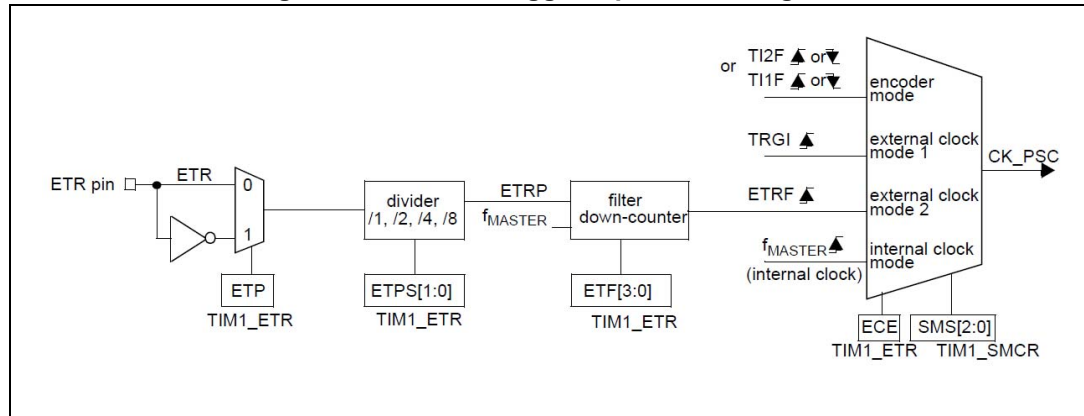 or TI2F or
TI1F or
encoder
mode
TRGI
external clock
mode 1
CK_PSC
ETR pin
ETR
0
1
divider
/1, /2, /4, /8
ETRP
fMASTER
filter
down-counter
ETRF
external clock
mode 2
fMASTER
(internal clock)
internal clock
mode
ETP
TIM1_ETR
ETPS[1:0]
TIM1_ETR
ETF[3:0]
TIM1_ETR
ECE
TIM1_ETR
SMS[2:0]
TIM1_SMCR